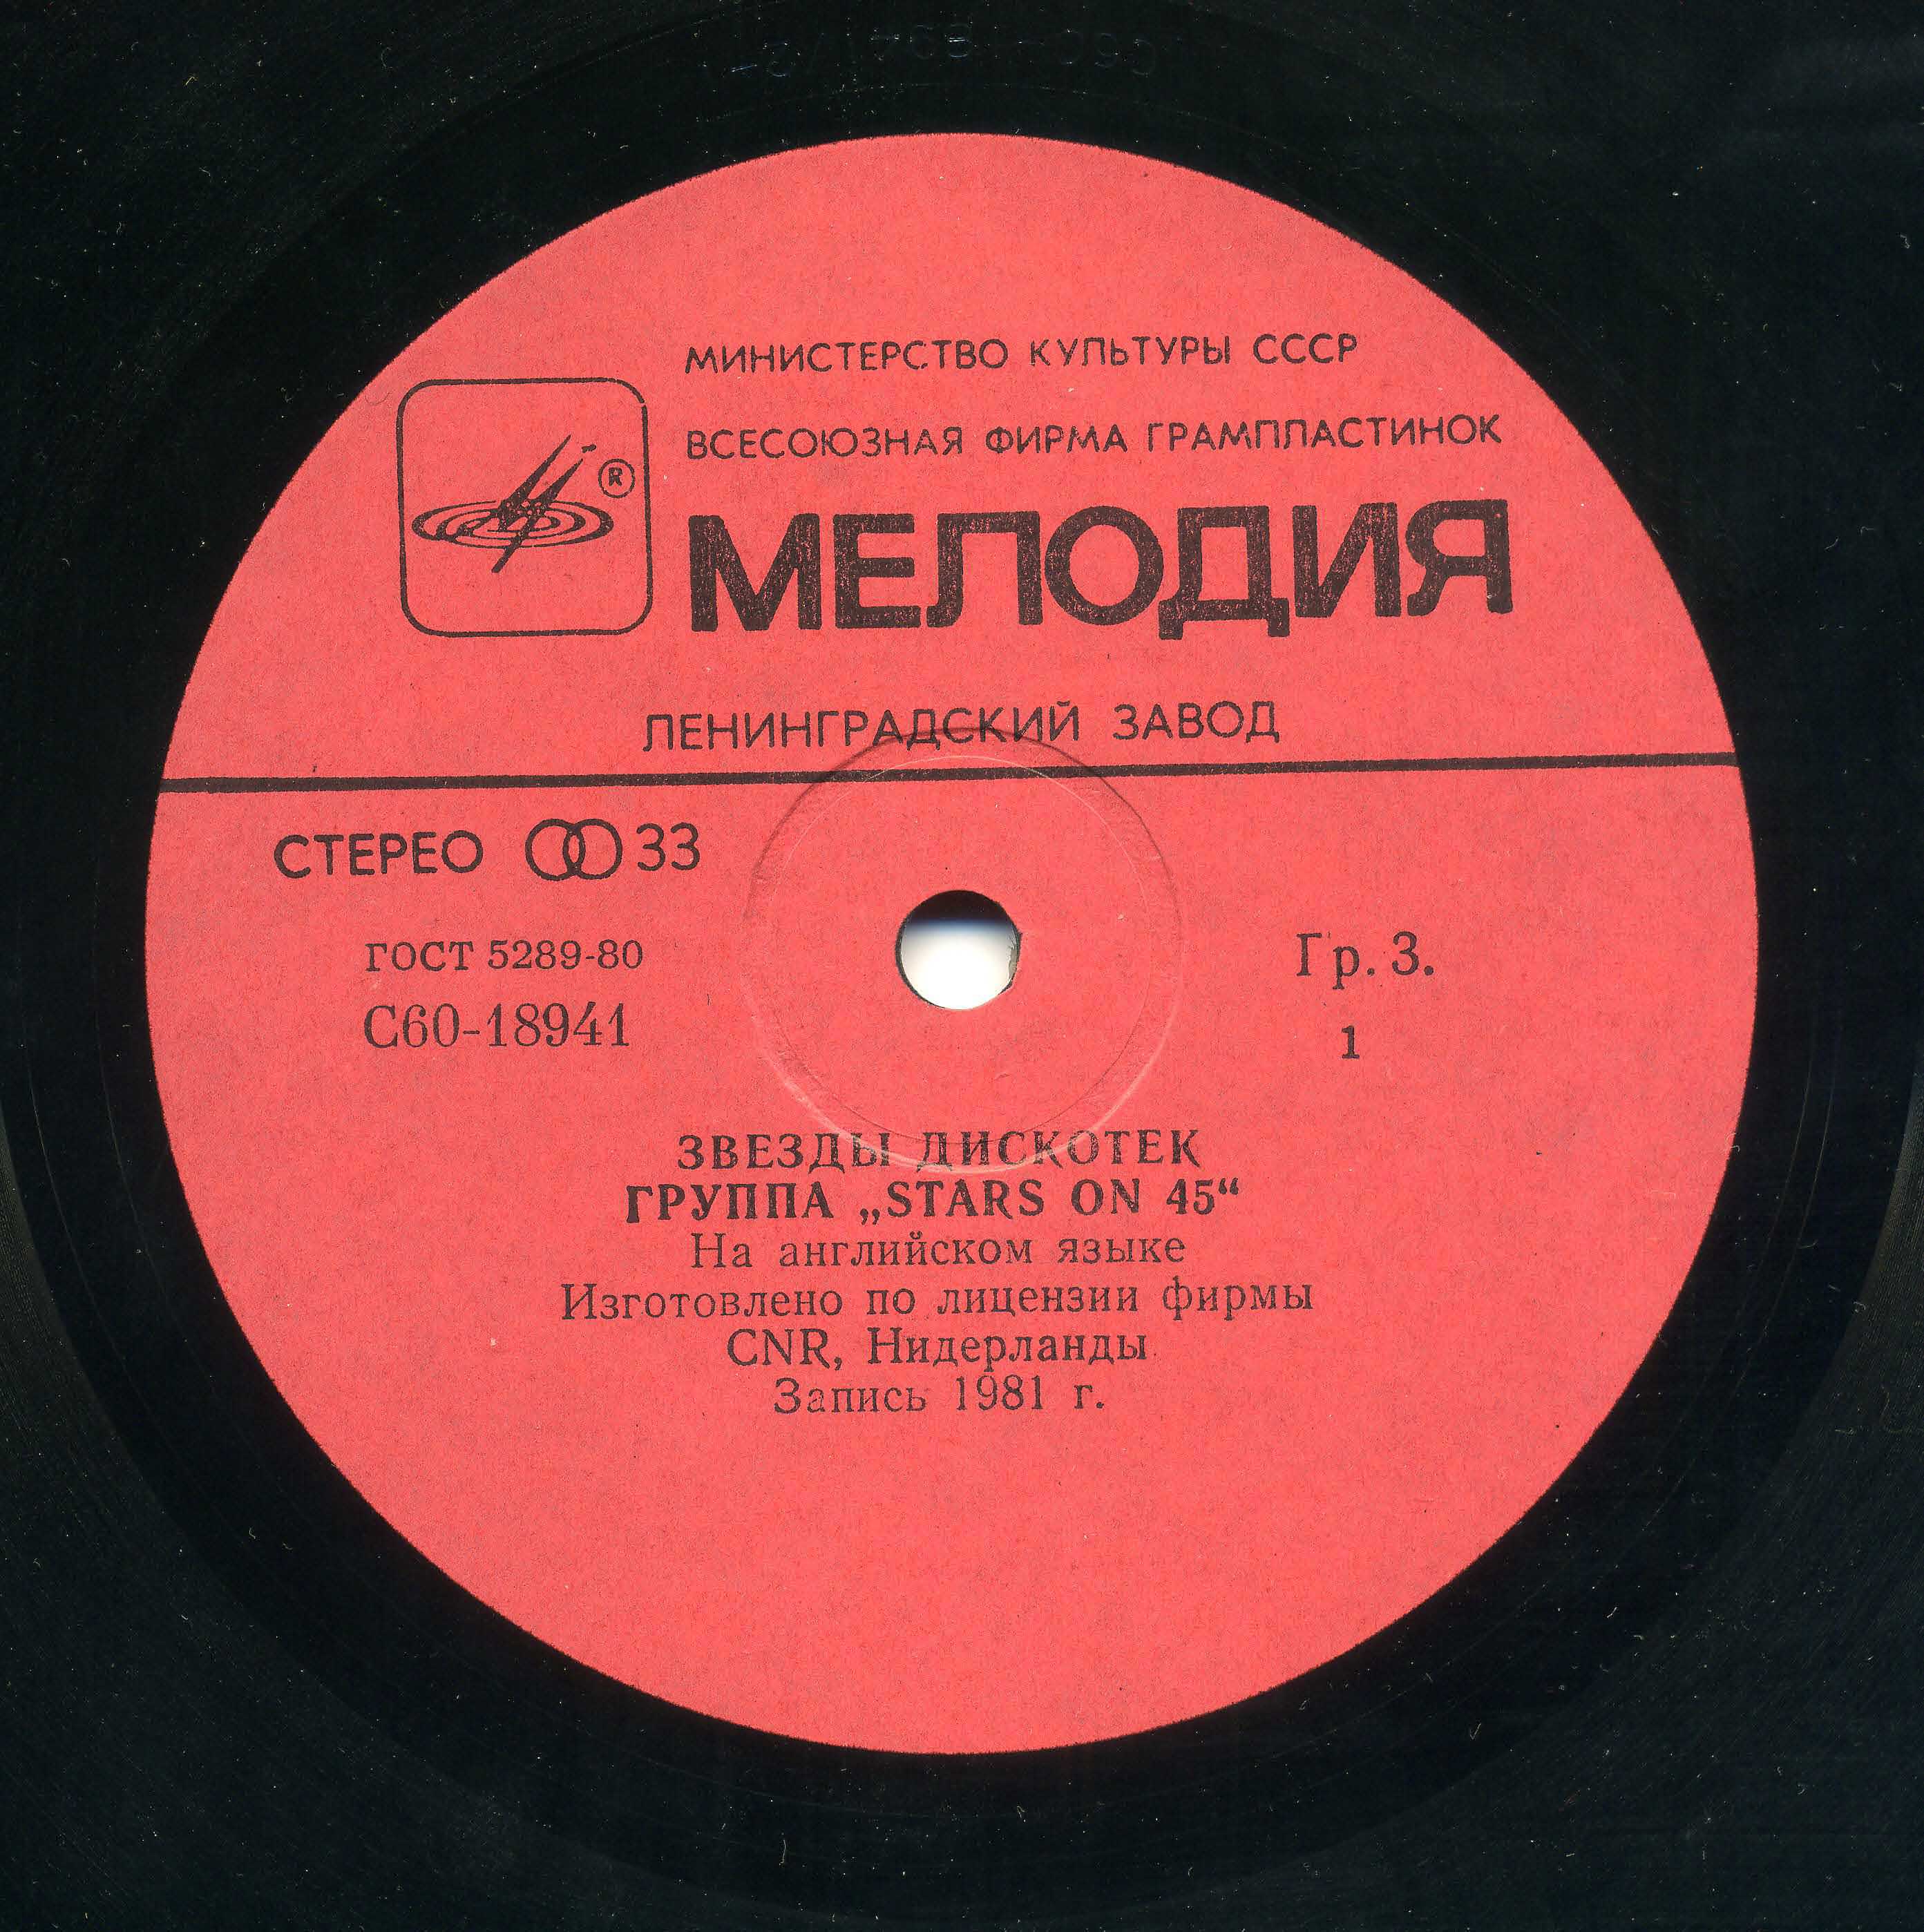 МИНИСТЕРСТВО КУЛЬТУРЫ СССР
ВСЕСОЮЗНАЯ ФИРМА ГРАМПЛАСТИНОК
®
МЕЛОДИЯ
ЛЕНИНГРАДСКИЙ ЗАВОД
СТЕРЕО 33
ГОСТ 5289-80
Гр. 3.
С60-18941
1
ЗВЕЗДЫ ДИСКОТЕК
ГРУППА „STARS ON 45“
На английском языке
Изготовлено по лицензии фирмы
CNR, Нидерланды
Запись 1981 г.